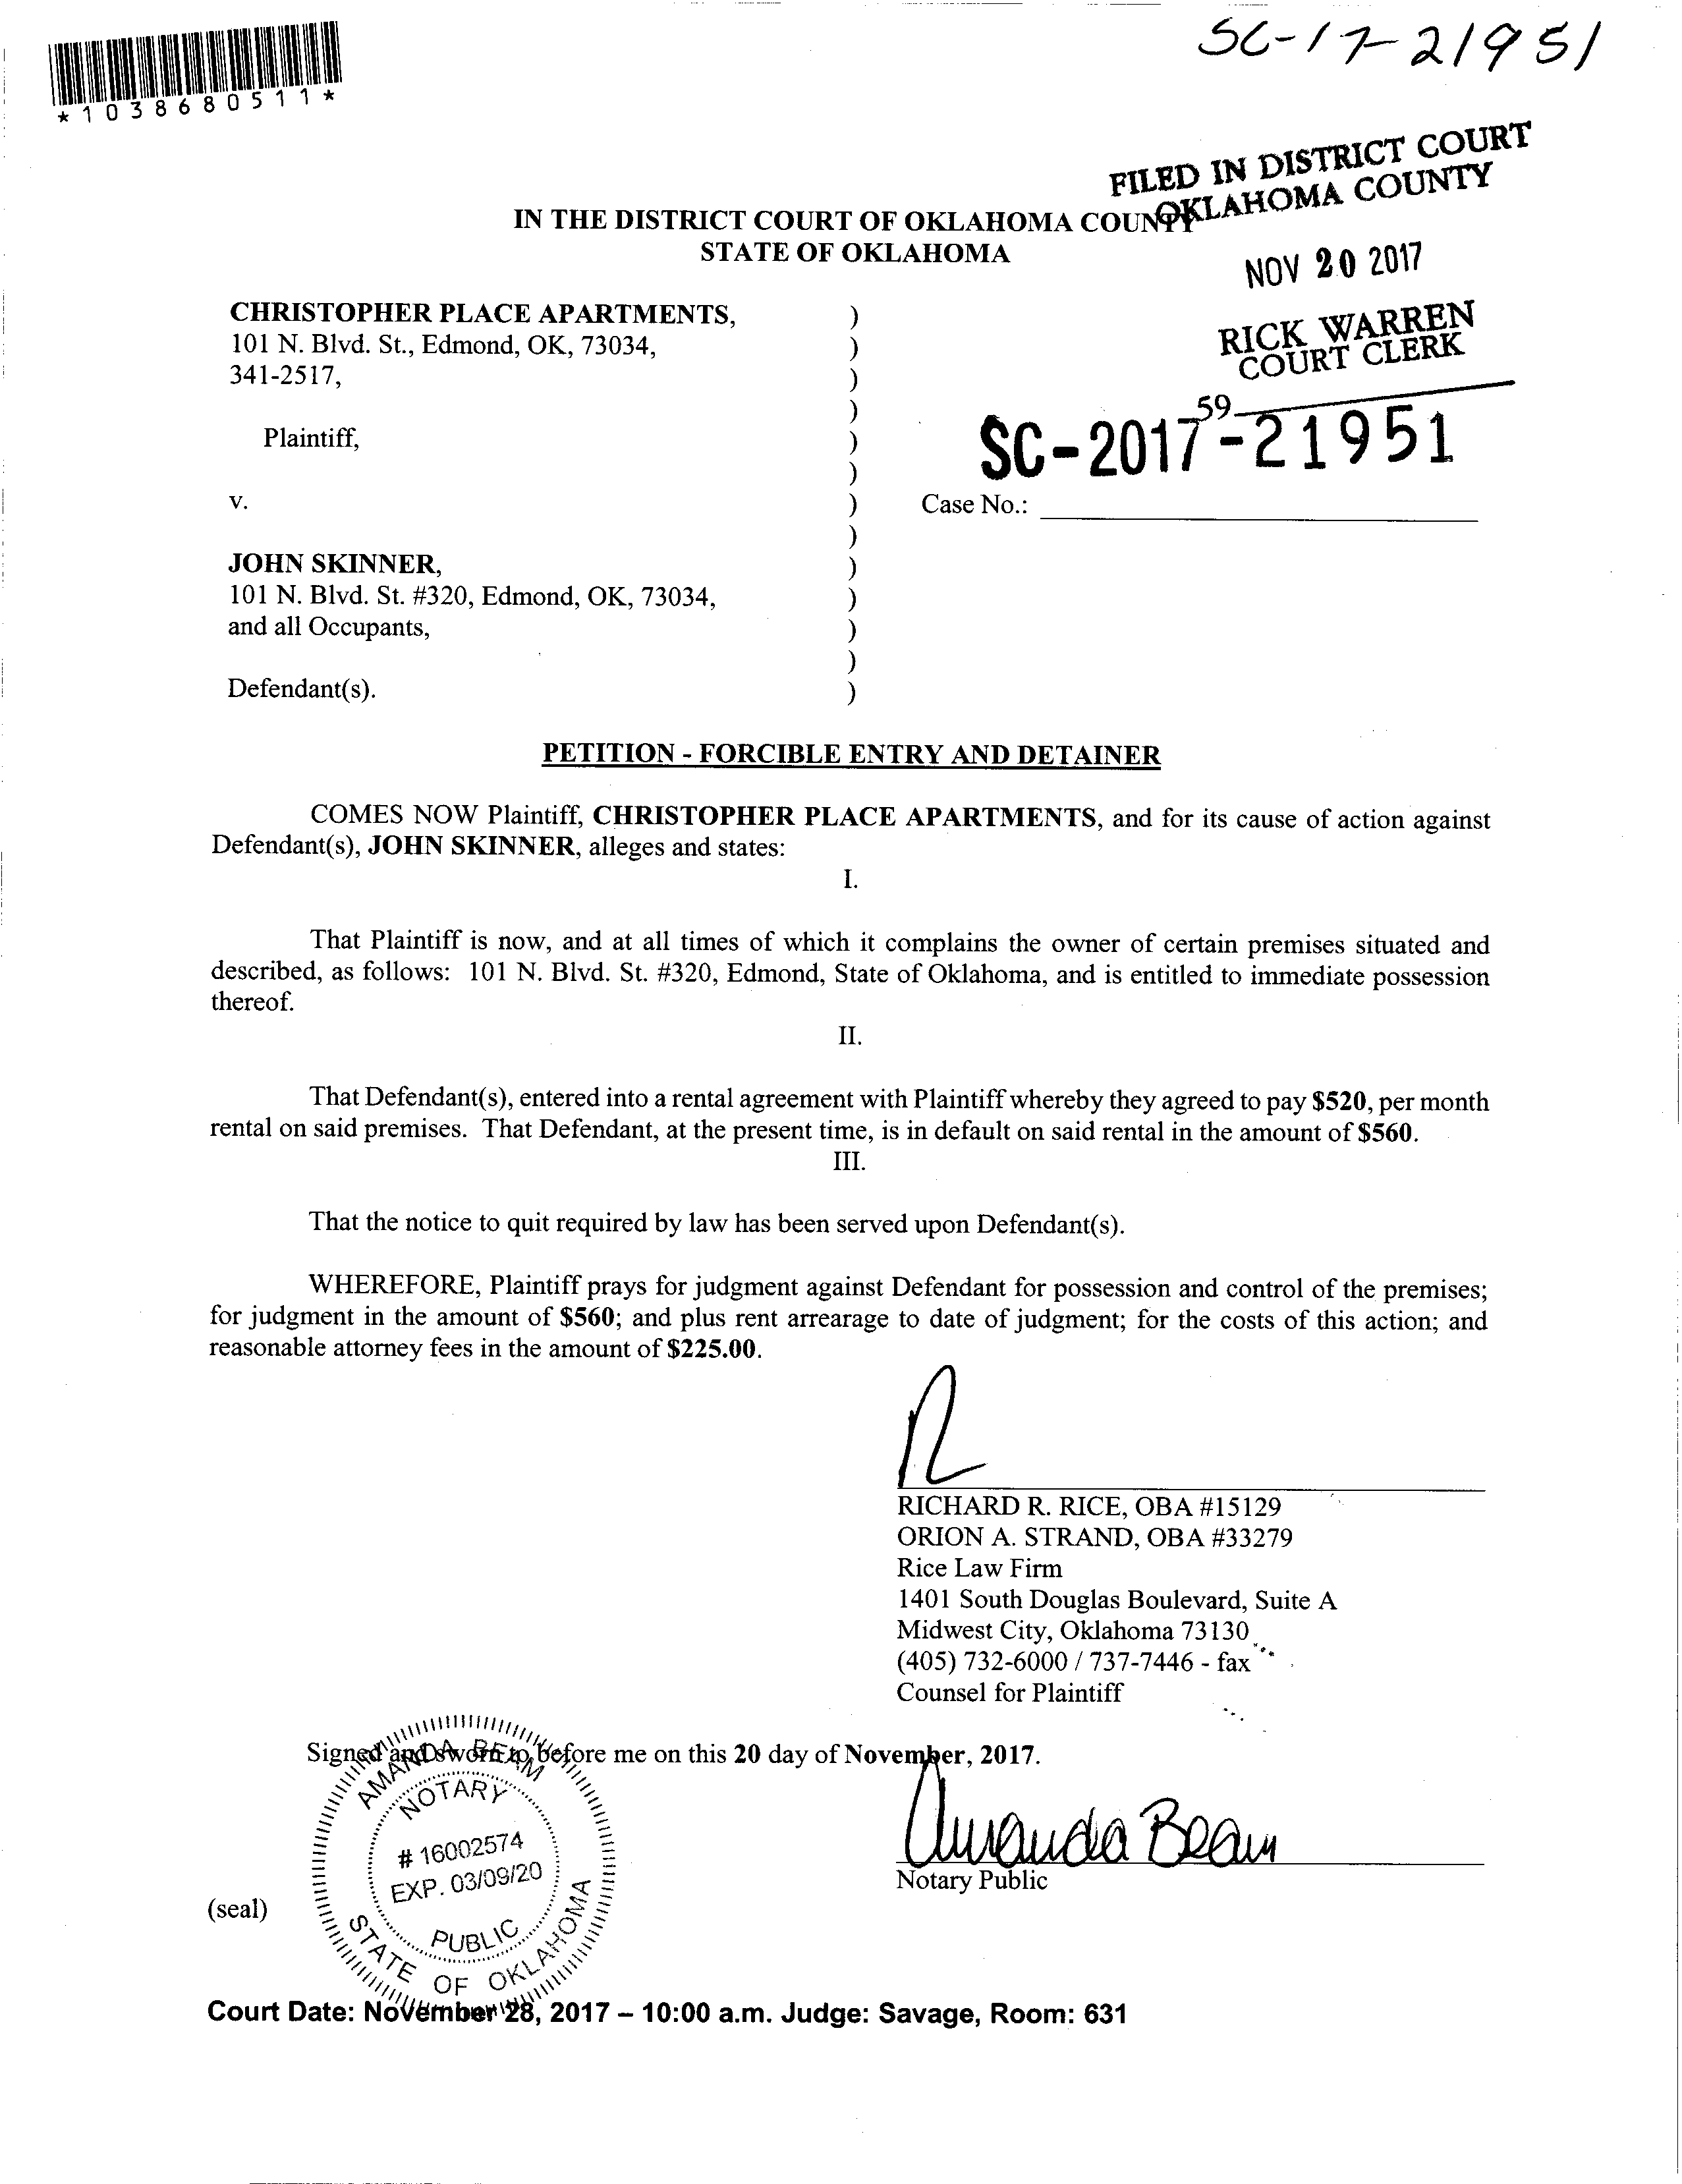 SC-17-21951
*1038680511*
FILED IN DISTRICT COURT
OKLAHOMA COUNTY
IN THE DISTRICT COURT OF OKLAHOMA COUNTY
STATE OF OKLAHOMA
NOV 20 2017
RICK WARREN
COURT CLERK
59
CHRISTOPHER PLACE APARTMENTS, )
101 N. Blvd. St., Edmond, OK, 73034, )
341-2517, )
)
Plaintiff, )
SC-2017-21951
)
v. ) Case No.:
)
JOHN SKINNER, )
101 N. Blvd. St. #320, Edmond, OK, 73034, )
and all Occupants, )
)
Defendant(s). )
PETITION - FORCIBLE ENTRY AND DETAINER
COMES NOW Plaintiff, CHRISTOPHER PLACE APARTMENTS, and for its cause of action against
Defendant(s), JOHN SKINNER, alleges and states:
I.
That Plaintiff is now, and at all times of which it complains the owner of certain premises situated and
described, as follows: 101 N. Blvd. St. #320, Edmond, State of Oklahoma, and is entitled to immediate possession
thereof.
II.
That Defendant(s), entered into a rental agreement with Plaintiff whereby they agreed to pay $520, per month
rental on said premises. That Defendant, at the present time, is in default on said rental in the amount of $560.
III.
That the notice to quit required by law has been served upon Defendant(s).
WHEREFORE, Plaintiff prays for judgment against Defendant for possession and control of the premises;
for judgment in the amount of $560; and plus rent arrearage to date of judgment; for the costs of this action; and
reasonable attorney fees in the amount of $225.00.
RICHARD R. RICE, OBA #15129
ORION A. STRAND, OBA #33279
Rice Law Firm
1401 South Douglas Boulevard, Suite A
Midwest City, Oklahoma 73130
(405) 732-6000 / 737-7446 - fax
Counsel for Plaintiff
Signed and sworn to before me on this 20 day of November, 2017.
Amanda Beam
Notary Public
AMANDA BEAM
NOTARY
# 16002574
EXP. 03/09/20
PUBLIC
STATE OF OKLAHOMA
(seal)
Court Date: November 28, 2017 – 10:00 a.m. Judge: Savage, Room: 631